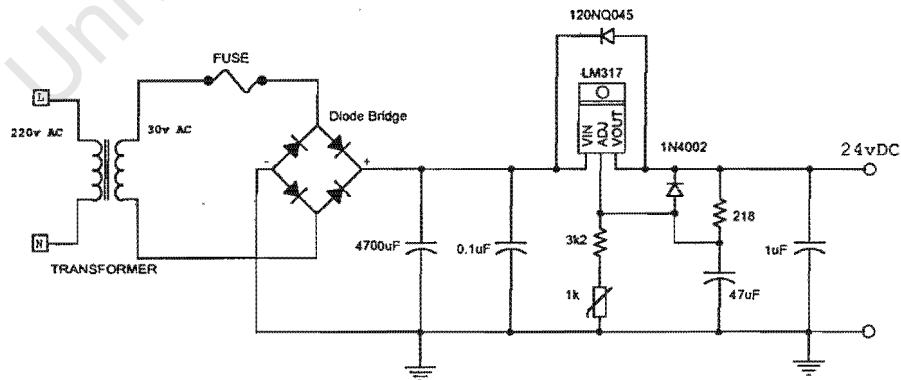 Uni
120NQ045
FUSE
LM317
L
Diode Bridge
VIN
ADJ
VOUT
220v AC
30v AC
1N4002
24vDC
-
+
218
4700uF
0.1uF
3k2
1uF
N
1k
47uF
TRANSFORMER